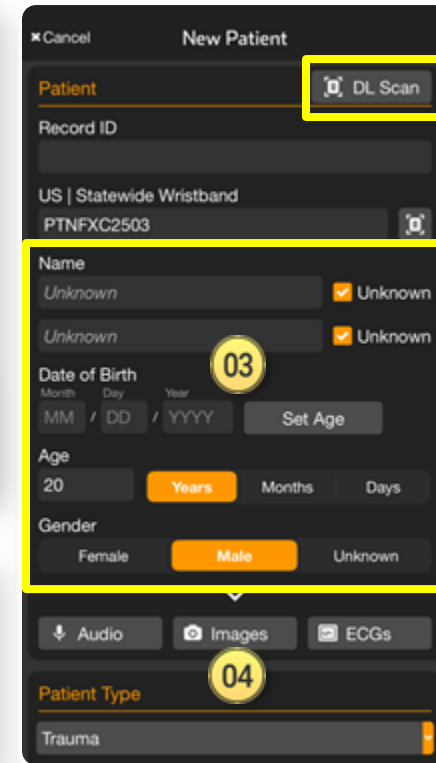 × Cancel New Patient
Patient DL Scan
Record ID
US | Statewide Wristband
PTNFXC2503
Name
Unknown Unknown
Unknown Unknown
03
Date of Birth
Month Day Year
MM / DD / YYYY Set Age
Age
20 Years Months Days
Gender
Female Male Unknown
Audio Images ECGs
04
Patient Type
Trauma